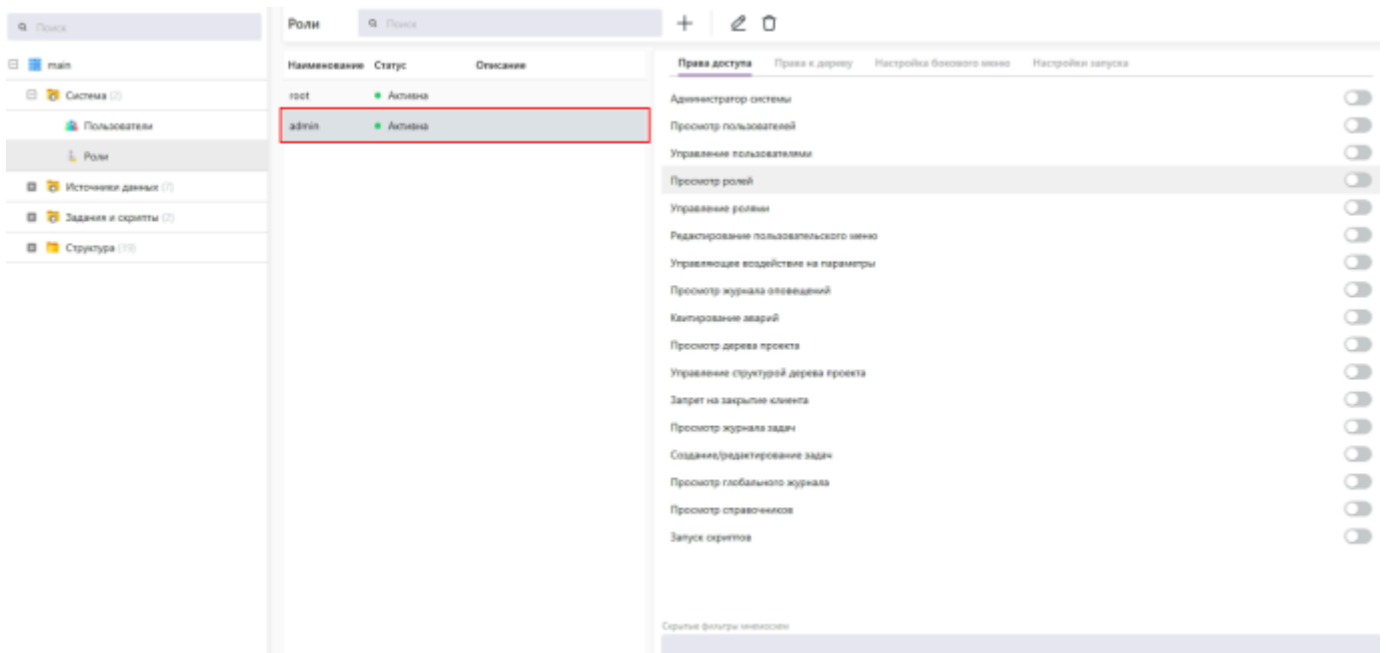 Поиск
main
Система (2)
Пользователи
Роли
Источники данных (7)
Задания и скрипты (2)
Структура (19)
Роли
Поиск
Наименование Статус Описание
root Активна
admin Активна
Права доступа Права к дереву Настройка бокового меню Настройки запуска
Администратор системы
Просмотр пользователей
Управление пользователями
Просмотр ролей
Управление ролями
Редактирование пользовательского меню
Управляющее воздействие на параметры
Просмотр журнала оповещений
Квитирование аварий
Просмотр дерева проекта
Управление структурой дерева проекта
Запрет на закрытие клиента
Просмотр журнала задач
Создание/редактирование задач
Просмотр глобального журнала
Просмотр справочников
Запуск скриптов
Скрытые фильтры мнемосхем